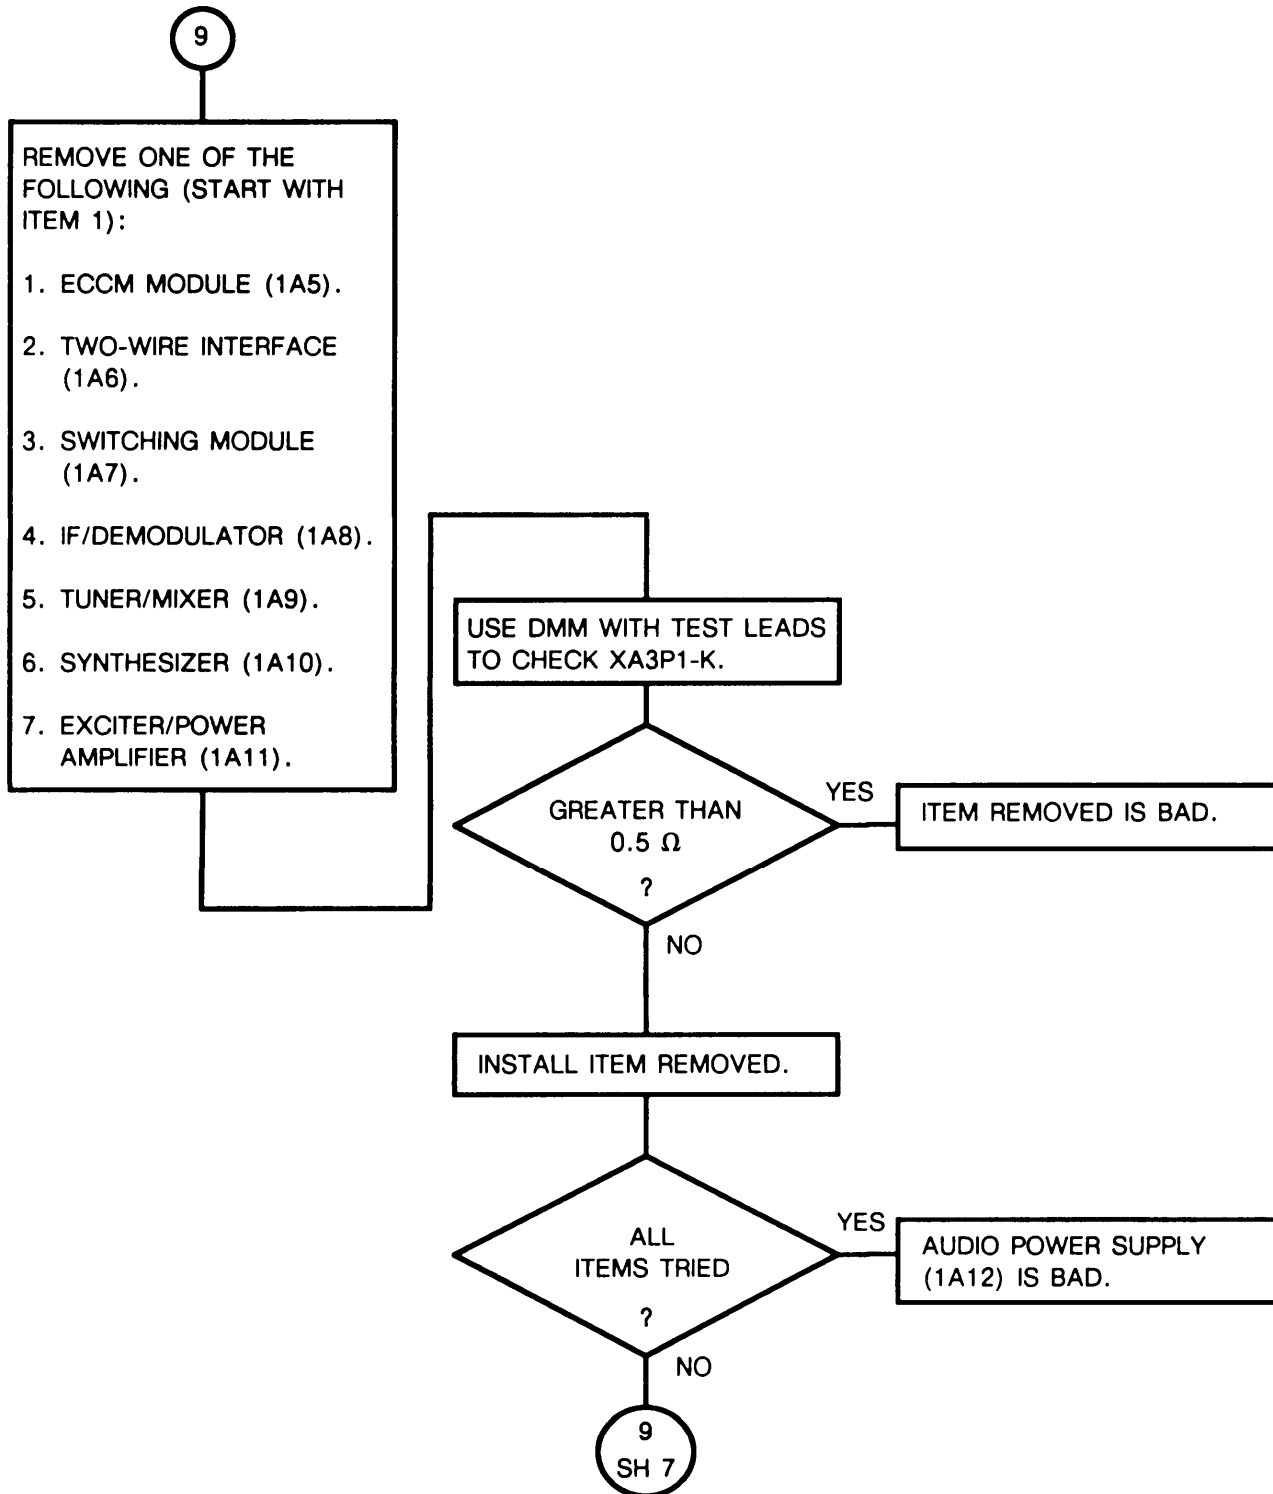 9
REMOVE ONE OF THE
FOLLOWING (START WITH
ITEM 1):
1. ECCM MODULE (1A5).
2. TWO-WIRE INTERFACE
(1A6).
3. SWITCHING MODULE
(1A7).
4. IF/DEMODULATOR (1A8).
5. TUNER/MIXER (1A9).
6. SYNTHESIZER (1A10).
7. EXCITER/POWER
AMPLIFIER (1A11).
USE DMM WITH TEST LEADS
TO CHECK XA3P1-K.
GREATER THAN
0.5 Ω
?
YES
ITEM REMOVED IS BAD.
NO
INSTALL ITEM REMOVED.
ALL
ITEMS TRIED
?
YES
AUDIO POWER SUPPLY
(1A12) IS BAD.
NO
9
SH 7